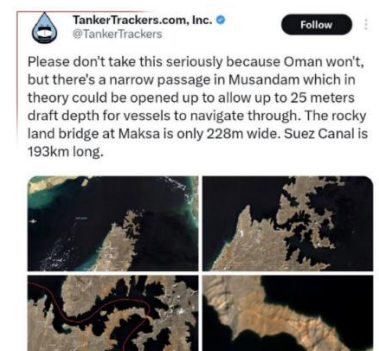 TankerTrackers.com, Inc.
Follow
@TankerTrackers
Please don't take this seriously because Oman won't,
but there's a narrow passage in Musandam which in
theory could be opened up to allow up to 25 meters
draft depth for vessels to navigate through. The rocky
land bridge at Maksa is only 228m wide. Suez Canal is
193km long.